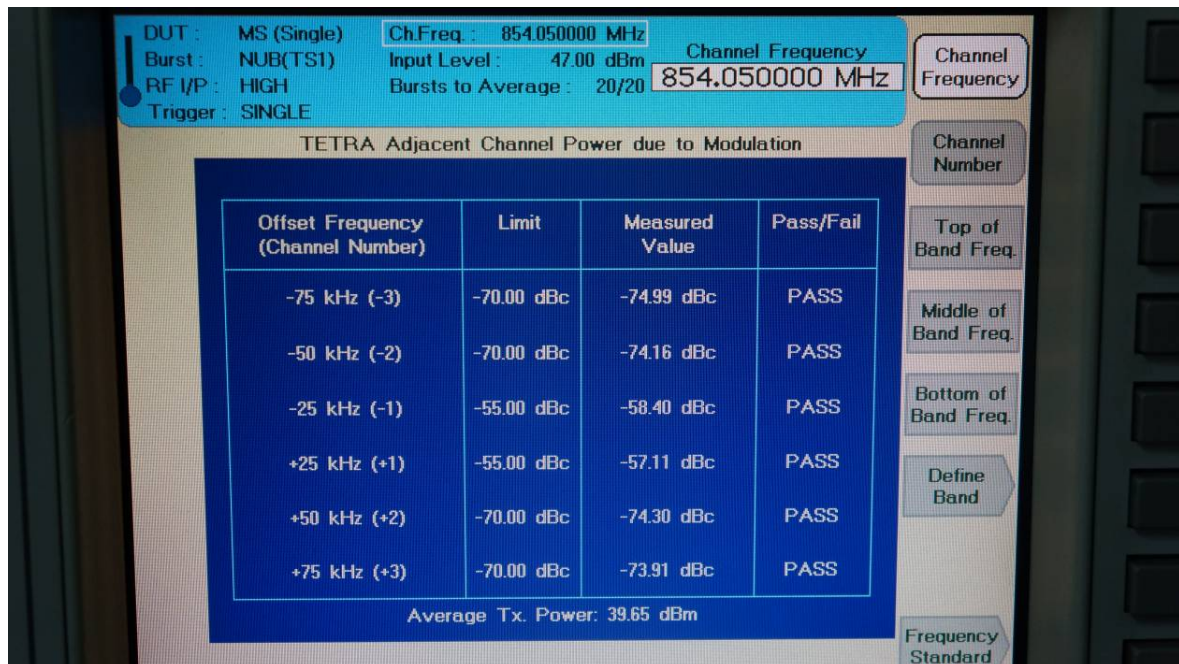 DUT : MS (Single) Ch.Freq. : 854.050000 MHz
Burst : NUB(TS1) Input Level : 47.00 dBm Channel Frequency
RF I/P : HIGH Bursts to Average : 20/20 854.050000 MHz
Trigger : SINGLE
TETRA Adjacent Channel Power due to Modulation
Offset Frequency (Channel Number) Limit Measured Value Pass/Fail
-75 kHz (-3) -70.00 dBc -74.99 dBc PASS
-50 kHz (-2) -70.00 dBc -74.16 dBc PASS
-25 kHz (-1) -55.00 dBc -58.40 dBc PASS
+25 kHz (+1) -55.00 dBc -57.11 dBc PASS
+50 kHz (+2) -70.00 dBc -74.30 dBc PASS
+75 kHz (+3) -70.00 dBc -73.91 dBc PASS
Average Tx. Power: 39.65 dBm
Channel
Frequency
Channel
Number
Top of
Band Freq.
Middle of
Band Freq.
Bottom of
Band Freq.
Define
Band
Frequency
Standard